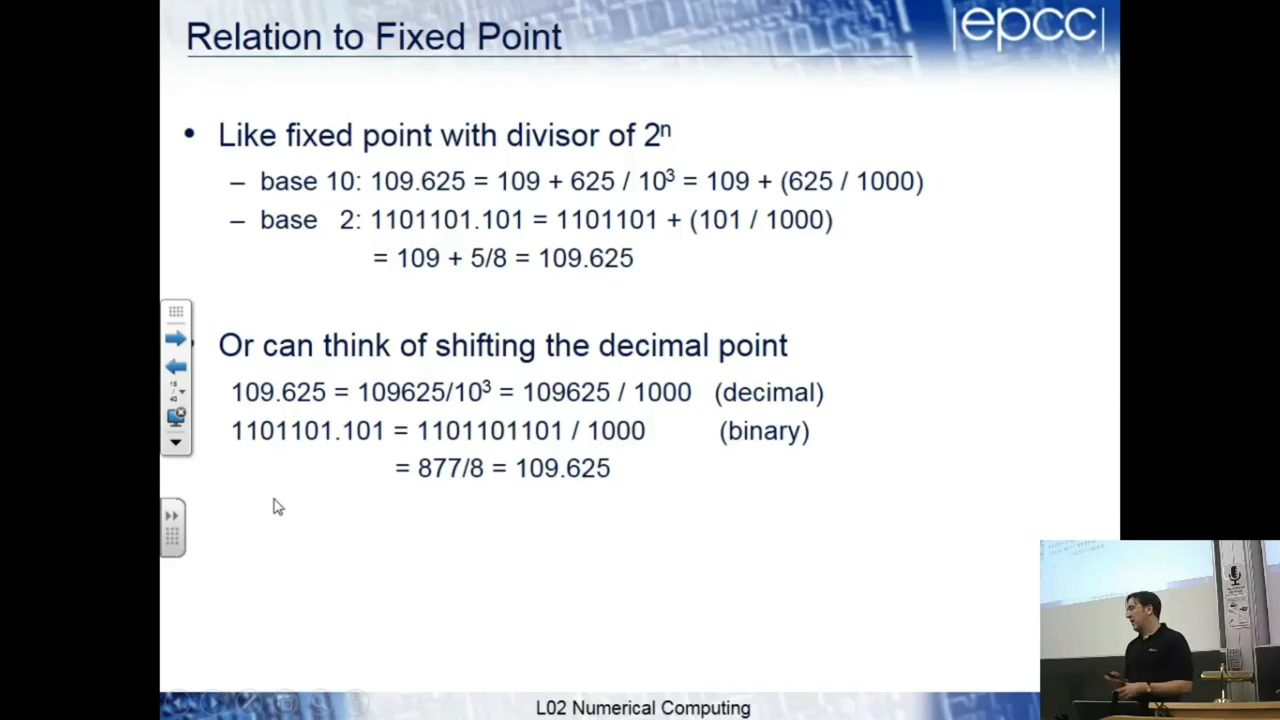 Relation to Fixed Point
|epcc|
• Like fixed point with divisor of 2ⁿ
– base 10: 109.625 = 109 + 625 / 10³ = 109 + (625 / 1000)
– base 2: 1101101.101 = 1101101 + (101 / 1000)
= 109 + 5/8 = 109.625
Or can think of shifting the decimal point
109.625 = 109625/10³ = 109625 / 1000 (decimal)
1101101.101 = 1101101101 / 1000 (binary)
= 877/8 = 109.625
L02 Numerical Computing